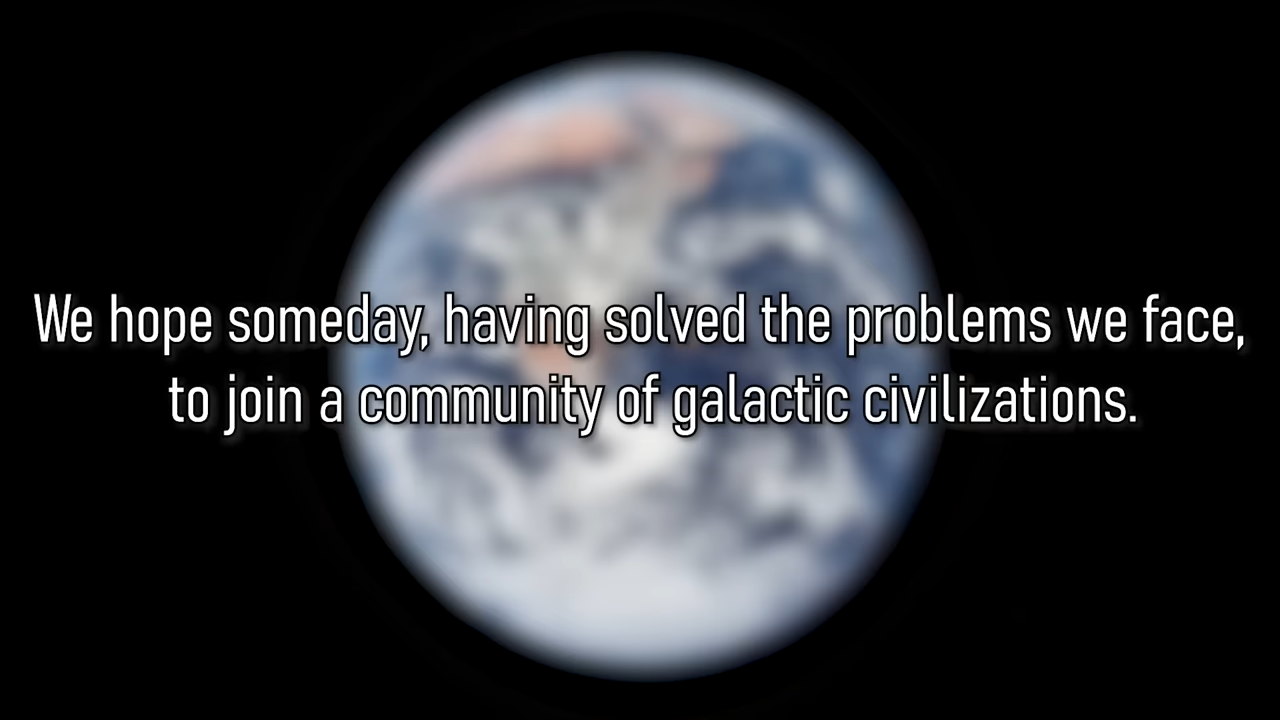 We hope someday, having solved the problems we face,
to join a community of galactic civilizations.